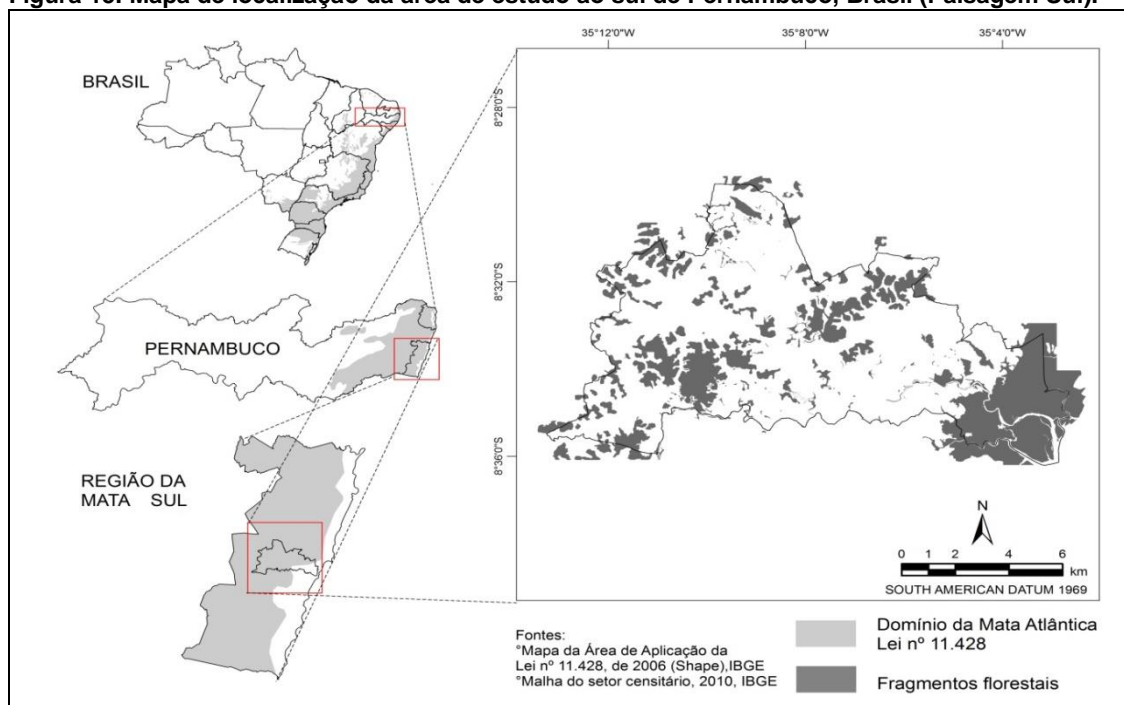 Figura 15: Mapa de localização da área de estudo ao sul de Pernambuco, Brasil (Paisagem Sul).
BRASIL
PERNAMBUCO
REGIÃO DA
MATA SUL
35°12'0"W
35°8'0"W
35°4'0"W
8°28'0"S
8°32'0"S
8°36'0"S
N
0 1 2 4 6
km
SOUTH AMERICAN DATUM 1969
Fontes:
°Mapa da Área de Aplicação da
Lei nº 11.428, de 2006 (Shape),IBGE
°Malha do setor censitário, 2010, IBGE
Domínio da Mata Atlântica
Lei nº 11.428
Fragmentos florestais